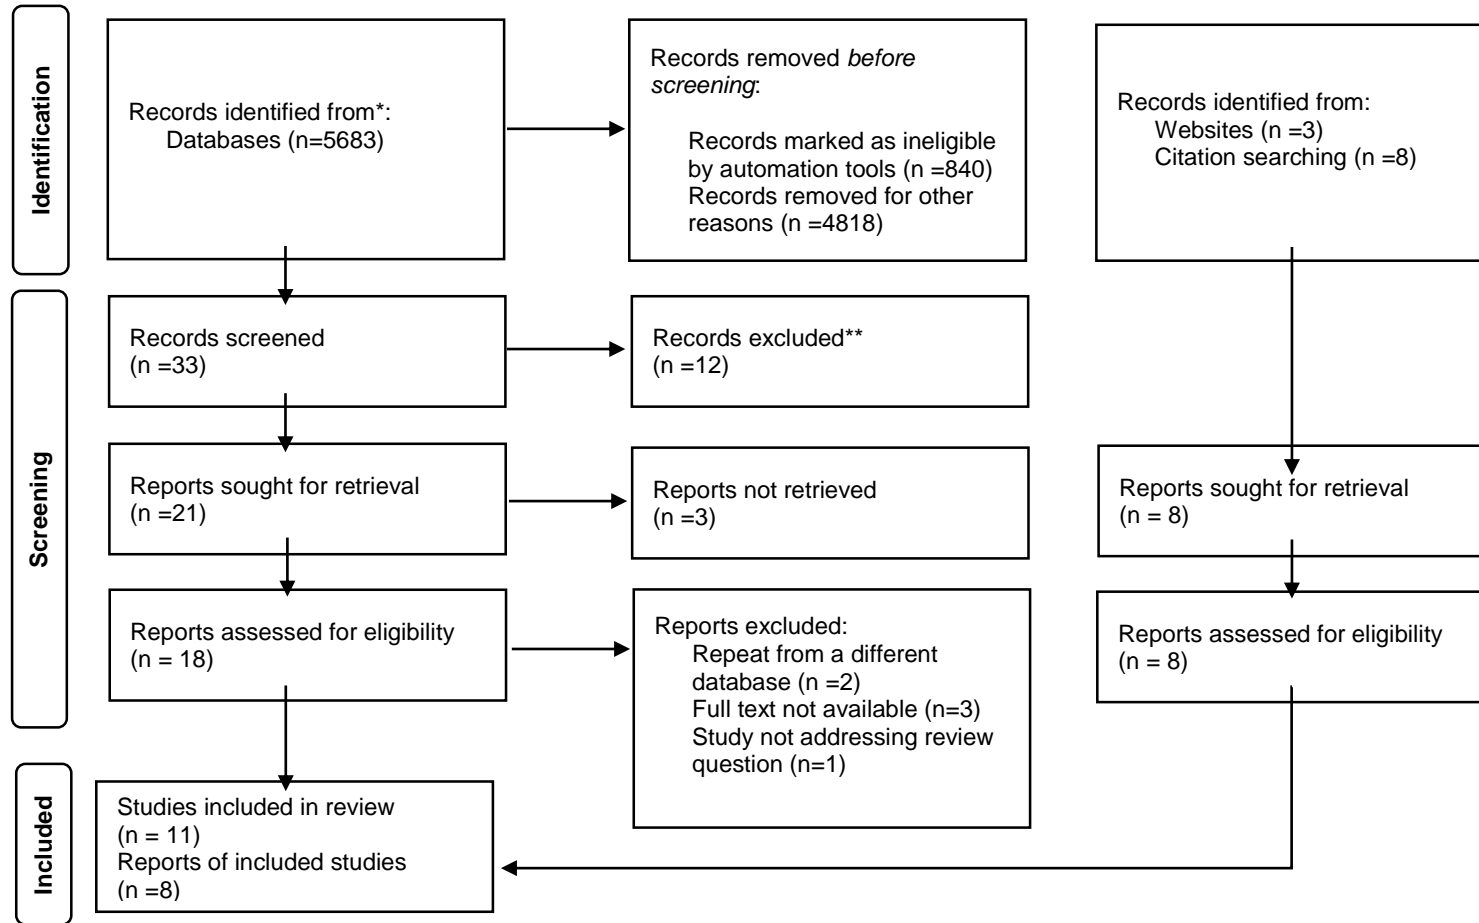 Identification
Records identified from*:
Databases (n=5683)
Records removed before
screening:
Records marked as ineligible
by automation tools (n =840)
Records removed for other
reasons (n =4818)
Records identified from:
Websites (n =3)
Citation searching (n =8)
Screening
Records screened
(n =33)
Records excluded**
(n =12)
Reports sought for retrieval
(n =21)
Reports not retrieved
(n =3)
Reports sought for retrieval
(n = 8)
Reports assessed for eligibility
(n = 18)
Reports excluded:
Repeat from a different
database (n =2)
Full text not available (n=3)
Study not addressing review
question (n=1)
Reports assessed for eligibility
(n = 8)
Included
Studies included in review
(n = 11)
Reports of included studies
(n =8)